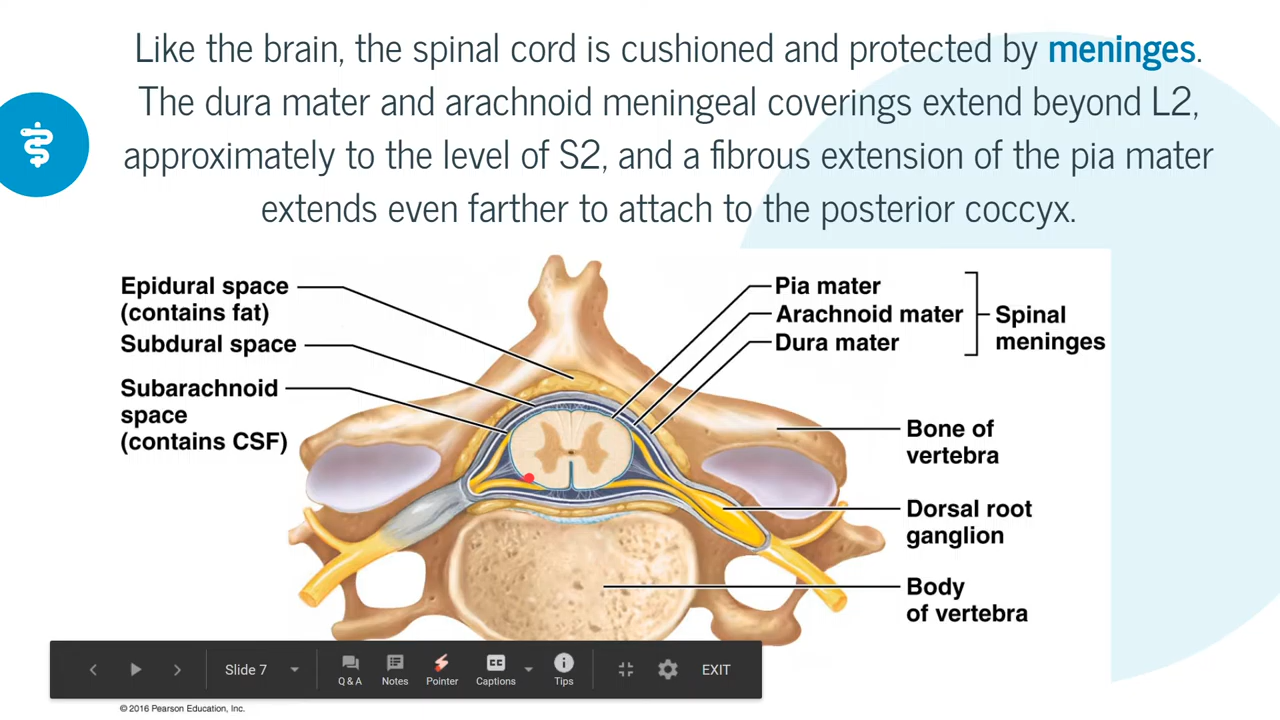 Like the brain, the spinal cord is cushioned and protected by meninges.
The dura mater and arachnoid meningeal coverings extend beyond L2,
approximately to the level of S2, and a fibrous extension of the pia mater
extends even farther to attach to the posterior coccyx.
Epidural space
(contains fat)
Subdural space
Subarachnoid
space
(contains CSF)
Pia mater
Arachnoid mater
Dura mater
Spinal
meninges
Bone of
vertebra
Dorsal root
ganglion
Body
of vertebra
Slide 7
Q & A
Notes
Pointer
CC
Captions
Tips
EXIT
© 2016 Pearson Education, Inc.